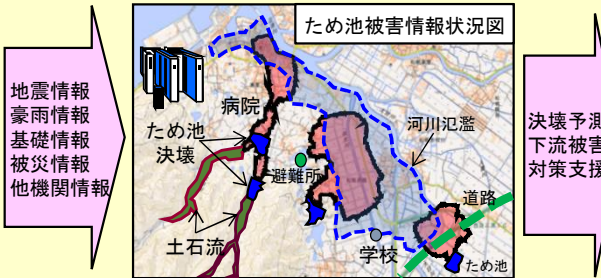 地震情報
豪雨情報
基礎情報
被災情報
他機関情報
ため池被害情報状況図
病院
ため池
決壊
避難所
土石流
河川氾濫
道路
学校
ため池
決壊予測
下流被害
対策支援